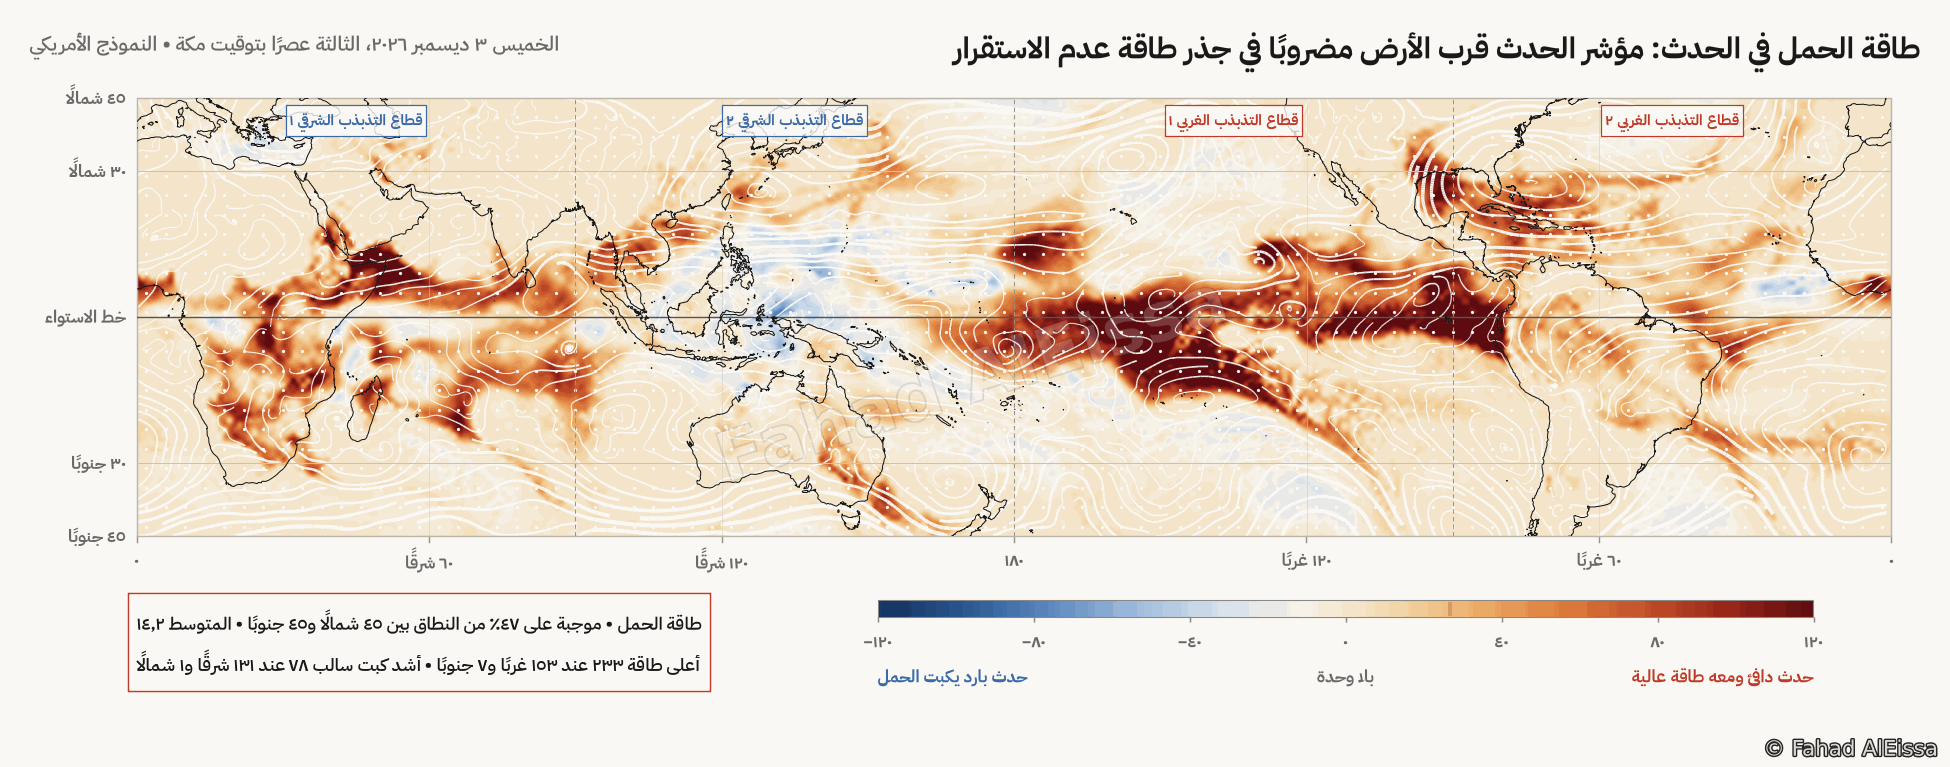 طاقة الحمل في الحدث: مؤشر الحدث قرب الأرض مضروبًا في جذر طاقة عدم الاستقرار
الخميس ٣ ديسمبر ٢٠٢٦، الثالثة عصرًا بتوقيت مكة • النموذج الأمريكي
٤٥ شمالًا
٣٠ شمالًا
خط الاستواء
٣٠ جنوبًا
٤٥ جنوبًا
قطاع التذبذب الشرقي ١
قطاع التذبذب الشرقي ٢
قطاع التذبذب الغربي ١
قطاع التذبذب الغربي ٢
Fahad AlEissa
٠
٦٠ شرقًا
١٢٠ شرقًا
١٨٠
١٢٠ غربًا
٦٠ غربًا
٠
طاقة الحمل • موجبة على ٤٧٪ من النطاق بين ٤٥ شمالًا و٤٥ جنوبًا • المتوسط ١٤,٢
أعلى طاقة ٢٣٣ عند ١٥٣ غربًا و٧ جنوبًا • أشد كبت سالب ٧٨ عند ١٣١ شرقًا و١ شمالًا
−١٢٠
−٨٠
−٤٠
٠
٤٠
٨٠
١٢٠
حدث بارد يكبت الحمل
بلا وحدة
حدث دافئ ومعه طاقة عالية
© Fahad AlEissa